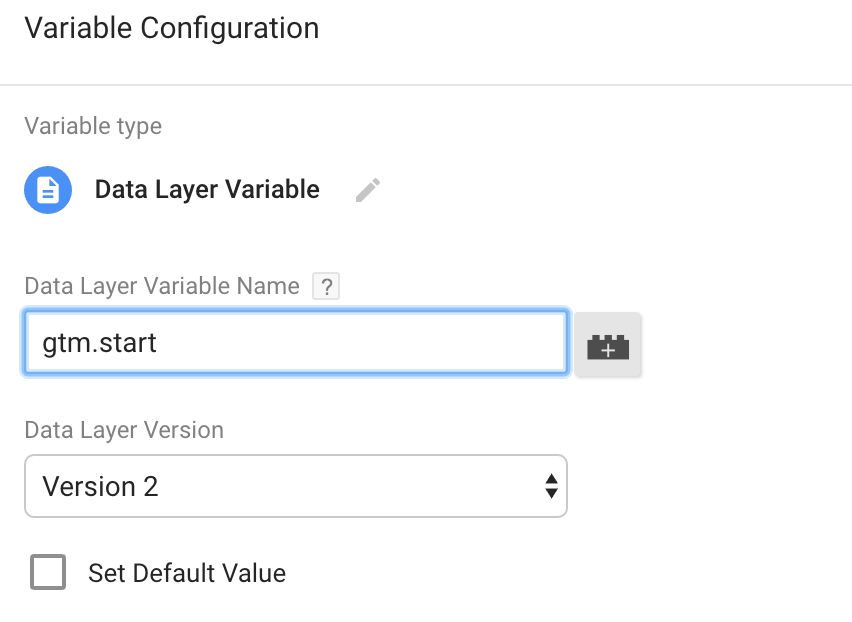 Variable Configuration
Variable type
Data Layer Variable
Data Layer Variable Name ?
gtm.start
Data Layer Version
Version 2
Set Default Value